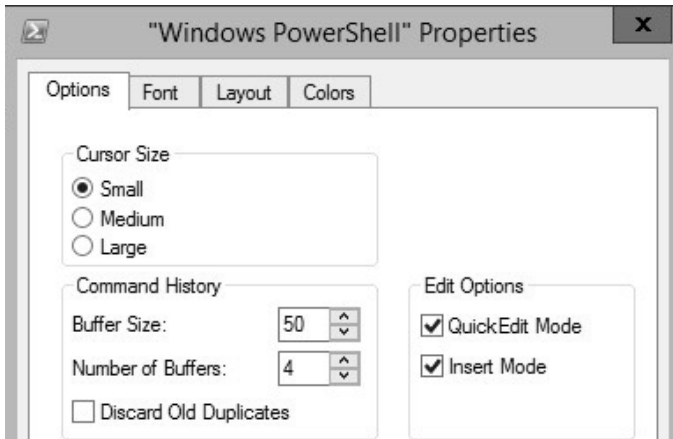 "Windows PowerShell" Properties
x
Options Font Layout Colors
Cursor Size
Small
Medium
Large
Command History
Buffer Size: 50
Number of Buffers: 4
Discard Old Duplicates
Edit Options
QuickEdit Mode
Insert Mode